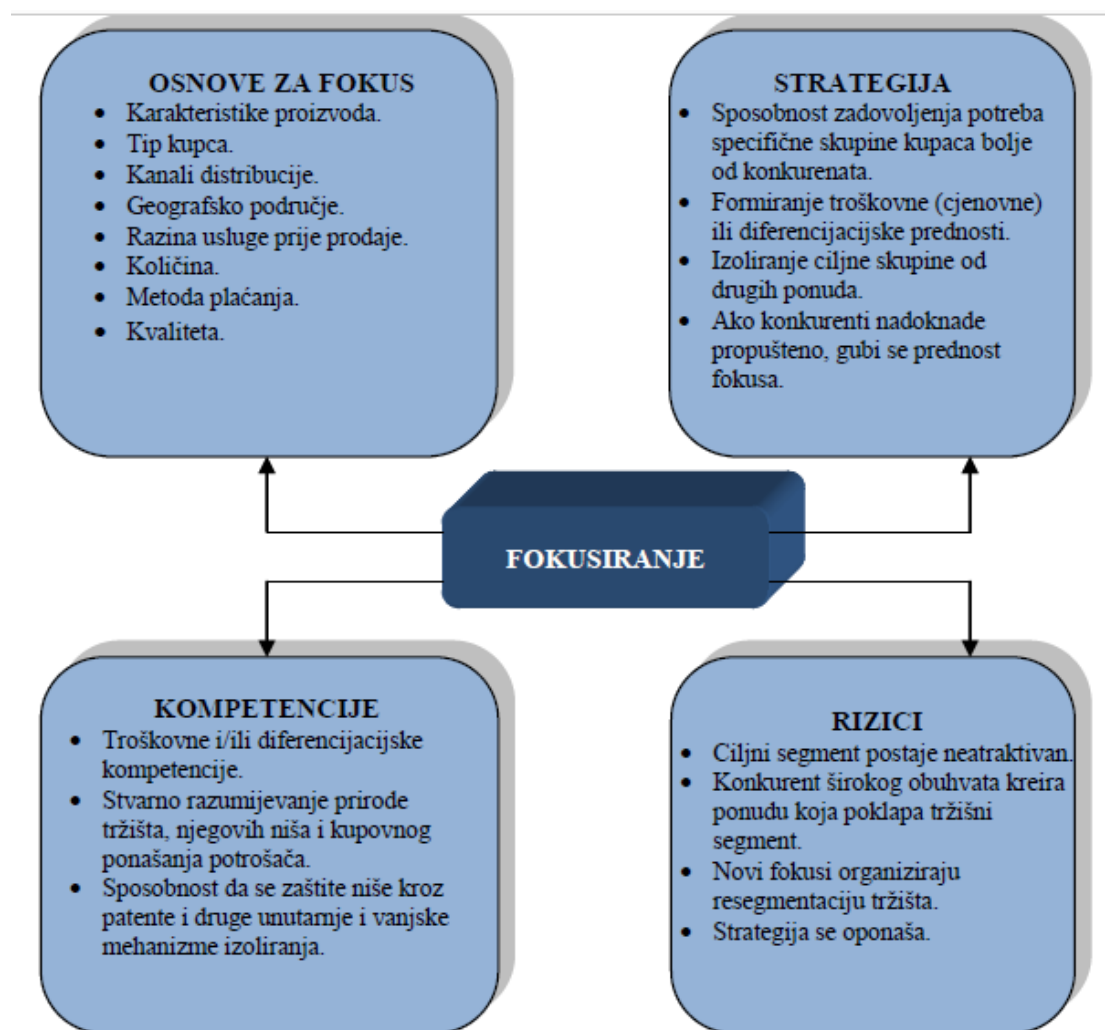 OSNOVE ZA FOKUS
• Karakteristike proizvoda.
• Tip kupca.
• Kanali distribucije.
• Geografsko područje.
• Razina usluge prije prodaje.
• Količina.
• Metoda plaćanja.
• Kvaliteta.
STRATEGIJA
• Sposobnost zadovoljenja potreba
specifične skupine kupaca bolje
od konkurenata.
• Formiranje troškovne (cjenovne)
ili diferencijacijske prednosti.
• Izoliranje ciljne skupine od
drugih ponuda.
• Ako konkurenti nadoknade
propušteno, gubi se prednost
fokusa.
FOKUSIRANJE
KOMPETENCIJE
• Troškovne i/ili diferencijacijske
kompetencije.
• Stvarno razumijevanje prirode
tržišta, njegovih niša i kupovnog
ponašanja potrošača.
• Sposobnost da se zaštite niše kroz
patente i druge unutarnje i vanjske
mehanizme izoliranja.
RIZICI
• Ciljni segment postaje neatraktivan.
• Konkurent širokog obuhvata kreira
ponudu koja poklapa tržišni
segment.
• Novi fokusi organiziraju
resegmentaciju tržišta.
• Strategija se oponaša.